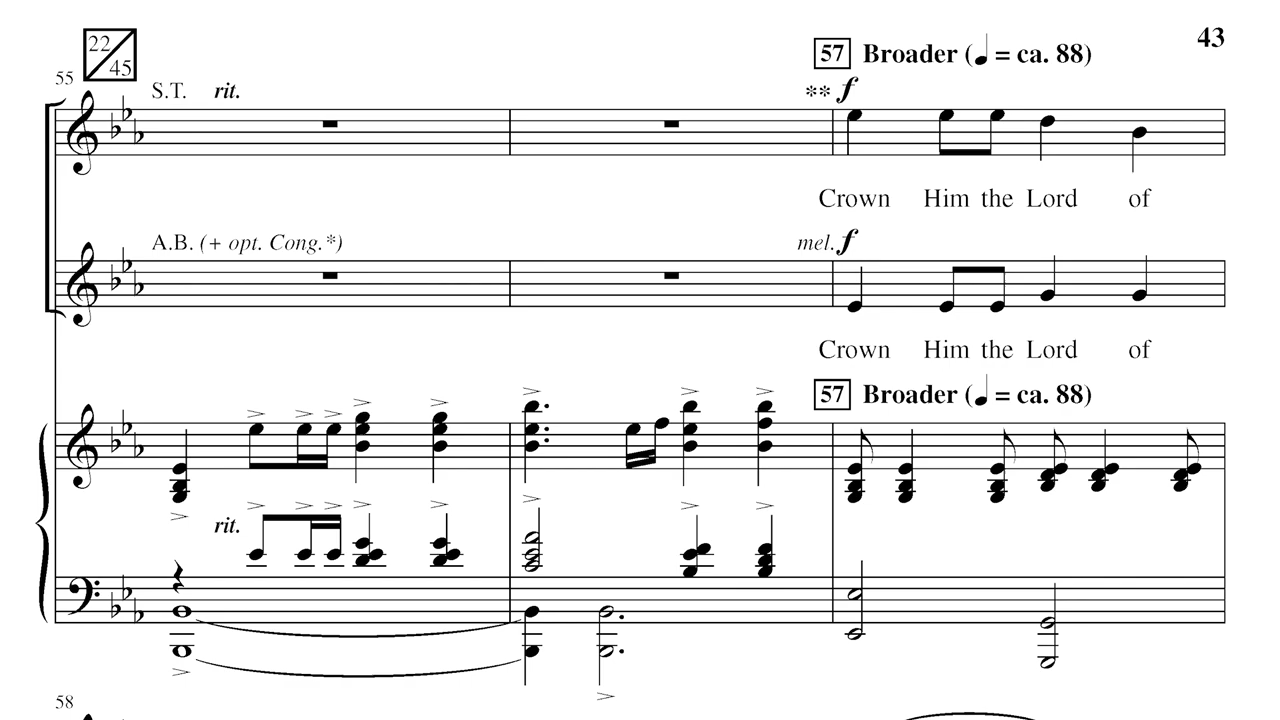 43
22
45
55
S.T. rit.
57 Broader (♩ = ca. 88)
** f
Crown Him the Lord of
A.B. (+ opt. Cong.*)
mel. f
Crown Him the Lord of
57 Broader (♩ = ca. 88)
rit.
58